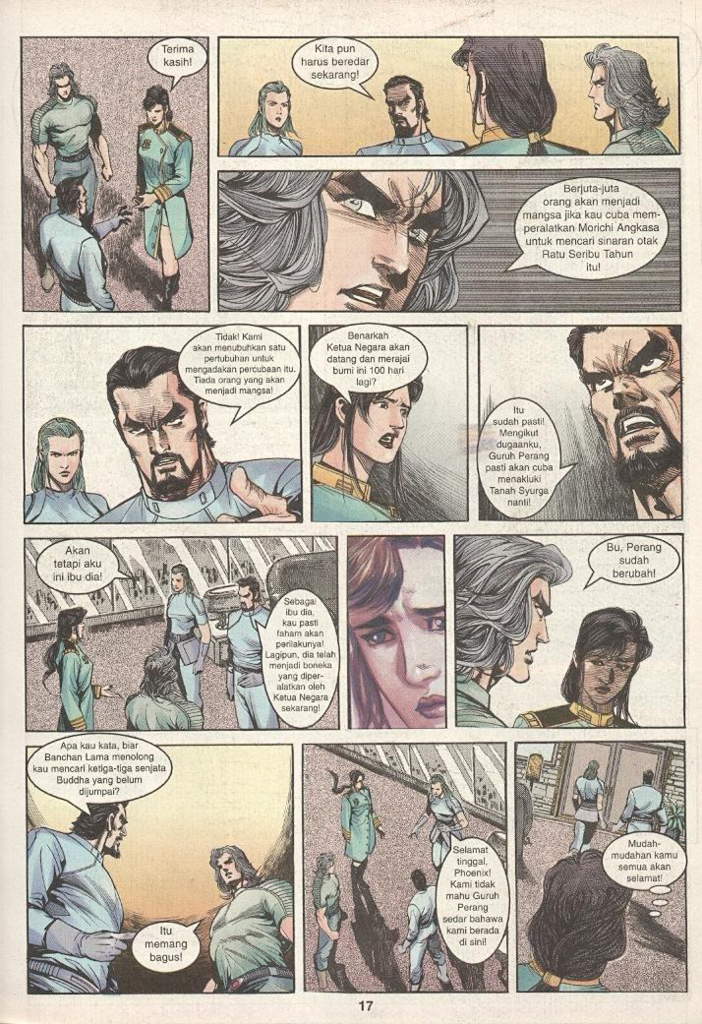 Terima
kasih!
Kita pun
harus beredar
sekarang!
Berjuta-juta
orang akan menjadi
mangsa jika kau cuba mem-
peralatkan Morichi Angkasa
untuk mencari sinaran otak
Ratu Seribu Tahun
itu!
Tidak! Kami
akan menubuhkan satu
pertubuhan untuk
mengadakan percubaan itu.
Tiada orang yang akan
menjadi mangsa!
Benarkah
Ketua Negara akan
datang dan merajai
bumi ini 100 hari
lagi?
Itu
sudah pasti!
Mengikut
dugaanku,
Guruh Perang
pasti akan cuba
menakluki
Tanah Syurga
nanti!
Akan
tetapi aku
ini ibu dia!
Sebagai
ibu dia,
kau pasti
faham akan
perilakunya!
Lagipun, dia telah
menjadi boneka
yang diper-
alatkan oleh
Ketua Negara
sekarang!
Bu, Perang
sudah
berubah!
Apa kau kata, biar
Banchan Lama menolong
kau mencari ketiga-tiga senjata
Buddha yang belum
dijumpai?
Itu
memang
bagus!
Selamat
tinggal,
Phoenix!
Kami tidak
mahu Guruh
Perang
sedar bahawa
kami berada
di sini!
Mudah-
mudahan kamu
semua akan
selamat!
17